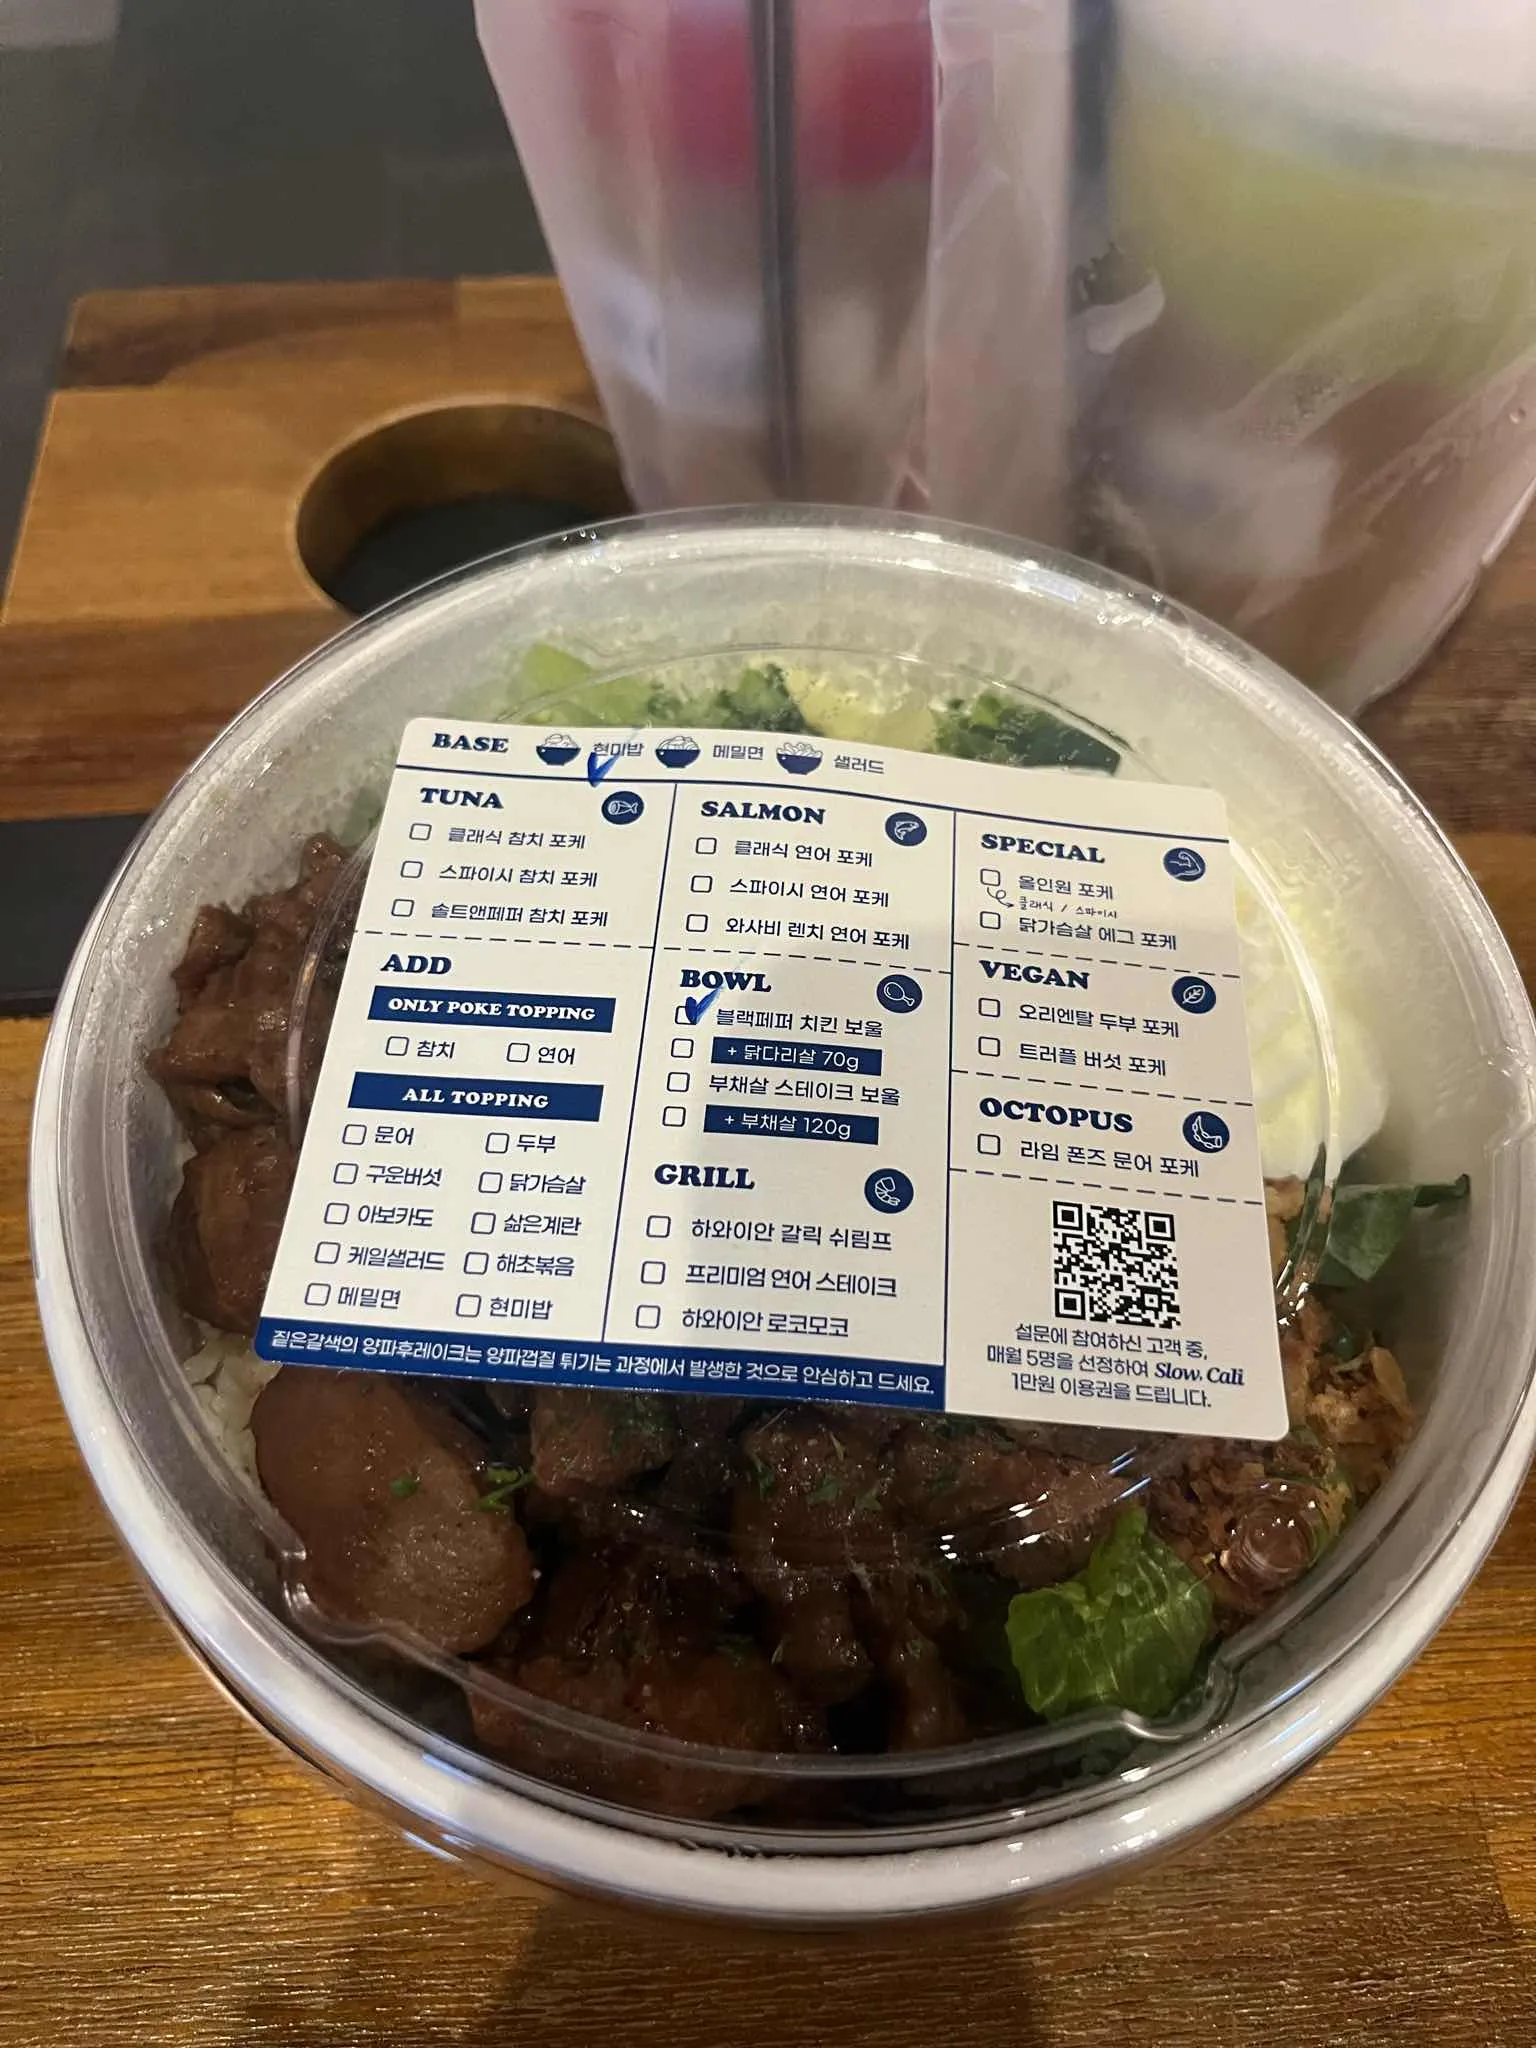 BASE 현미밥 메밀면 샐러드
TUNA
클래식 참치 포케
스파이시 참치 포케
솔트앤페퍼 참치 포케
ADD
ONLY POKE TOPPING
참치 연어
ALL TOPPING
문어 두부
구운버섯 닭가슴살
아보카도 삶은계란
케일샐러드 해초볶음
메밀면 현미밥
SALMON
클래식 연어 포케
스파이시 연어 포케
와사비 렌치 연어 포케
BOWL
블랙페퍼 치킨 보울
+ 닭다리살 70g
부채살 스테이크 보울
+ 부채살 120g
GRILL
하와이안 갈릭 쉬림프
프리미엄 연어 스테이크
하와이안 로코모코
SPECIAL
올인원 포케
클래식 / 스파이시
닭가슴살 에그 포케
VEGAN
오리엔탈 두부 포케
트러플 버섯 포케
OCTOPUS
라임 폰즈 문어 포케
설문에 참여하신 고객 중,
매월 5명을 선정하여 Slow. Cali
1만원 이용권을 드립니다.
짙은갈색의 양파후레이크는 양파껍질 튀기는 과정에서 발생한 것으로 안심하고 드세요.